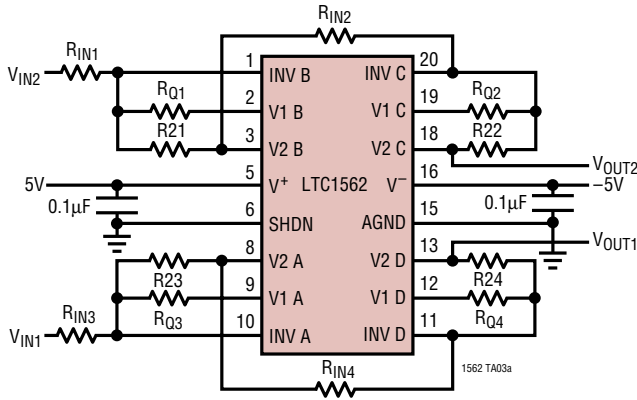 RIN2
RIN1
VIN2
1 INV B INV C 20
RQ1 2 V1 B V1 C 19 RQ2
R21 3 V2 B V2 C 18 R22
VOUT2
5V 5 V+ LTC1562 V– 16 –5V
0.1µF 6 SHDN AGND 15 0.1µF
VOUT1
8 V2 A V2 D 13
R23 9 V1 A V1 D 12 R24
RIN3 RQ3 RQ4
VIN1 10 INV A INV D 11
1562 TA03a
RIN4